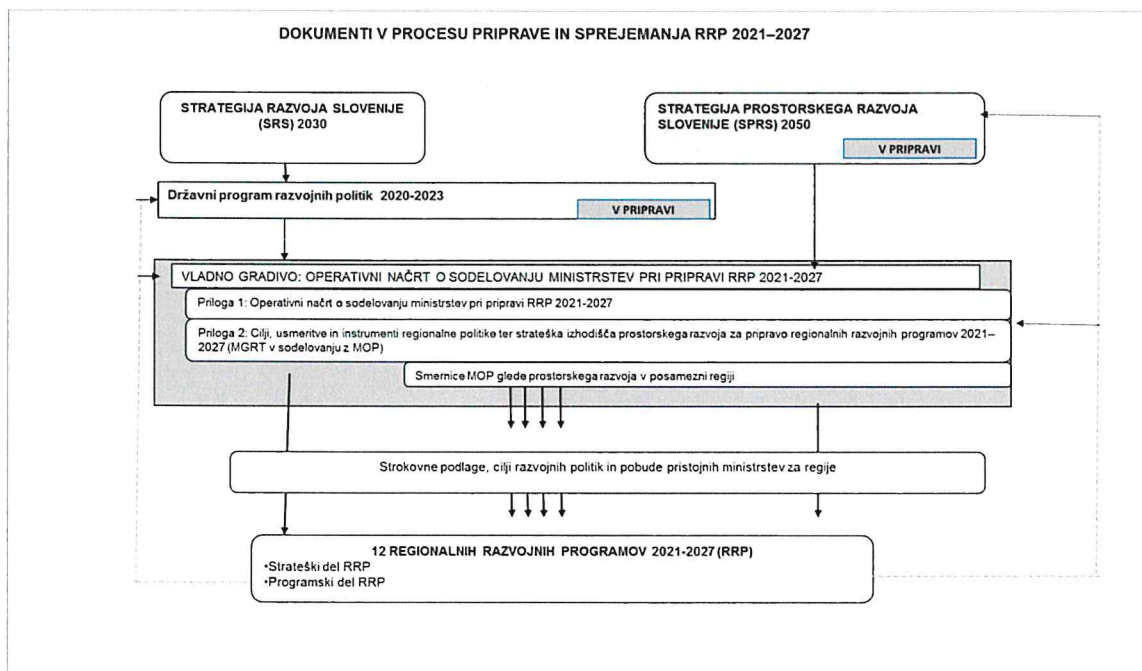 DOKUMENTI V PROCESU PRIPRAVE IN SPREJEMANJA RRP 2021–2027
STRATEGIJA RAZVOJA SLOVENIJE
(SRS) 2030
STRATEGIJA PROSTORSKEGA RAZVOJA
SLOVENIJE (SPRS) 2050
V PRIPRAVI
Državni program razvojnih politik 2020-2023
V PRIPRAVI
VLADNO GRADIVO: OPERATIVNI NAČRT O SODELOVANJU MINISTRSTEV PRI PRIPRAVI RRP 2021-2027
Priloga 1: Operativni načrt o sodelovanju ministrstev pri pripravi RRP 2021-2027
Priloga 2: Cilji, usmeritve in instrumenti regionalne politike ter strateška izhodišča prostorskega razvoja za pripravo regionalnih razvojnih programov 2021–
2027 (MGRT v sodelovanju z MOP)
Smernice MOP glede prostorskega razvoja v posamezni regiji
Strokovne podlage, cilji razvojnih politik in pobude pristojnih ministrstev za regije
12 REGIONALNIH RAZVOJNIH PROGRAMOV 2021-2027 (RRP)
•Strateški del RRP
•Programski del RRP